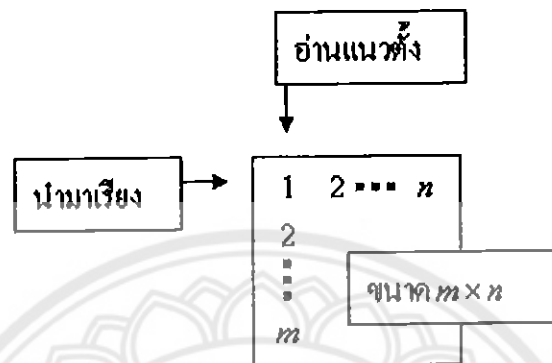 อ่านแนวตั้ง
นำมาเรียง
1 2 ▪▪▪ n
2
⋮
ขนาด m × n
m